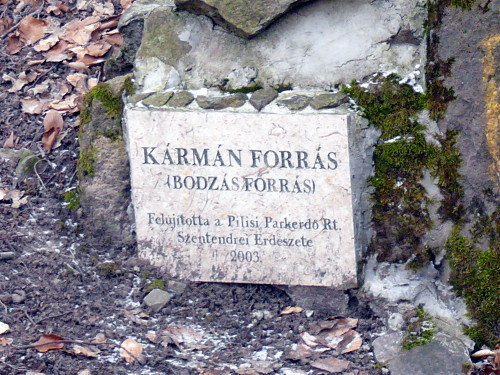 KÁRMÁN FORRÁS
(BODZÁS FORRÁS)
Felújította a Pilisi Parkerdő Rt.
Szentendrei Erdészete
2003.